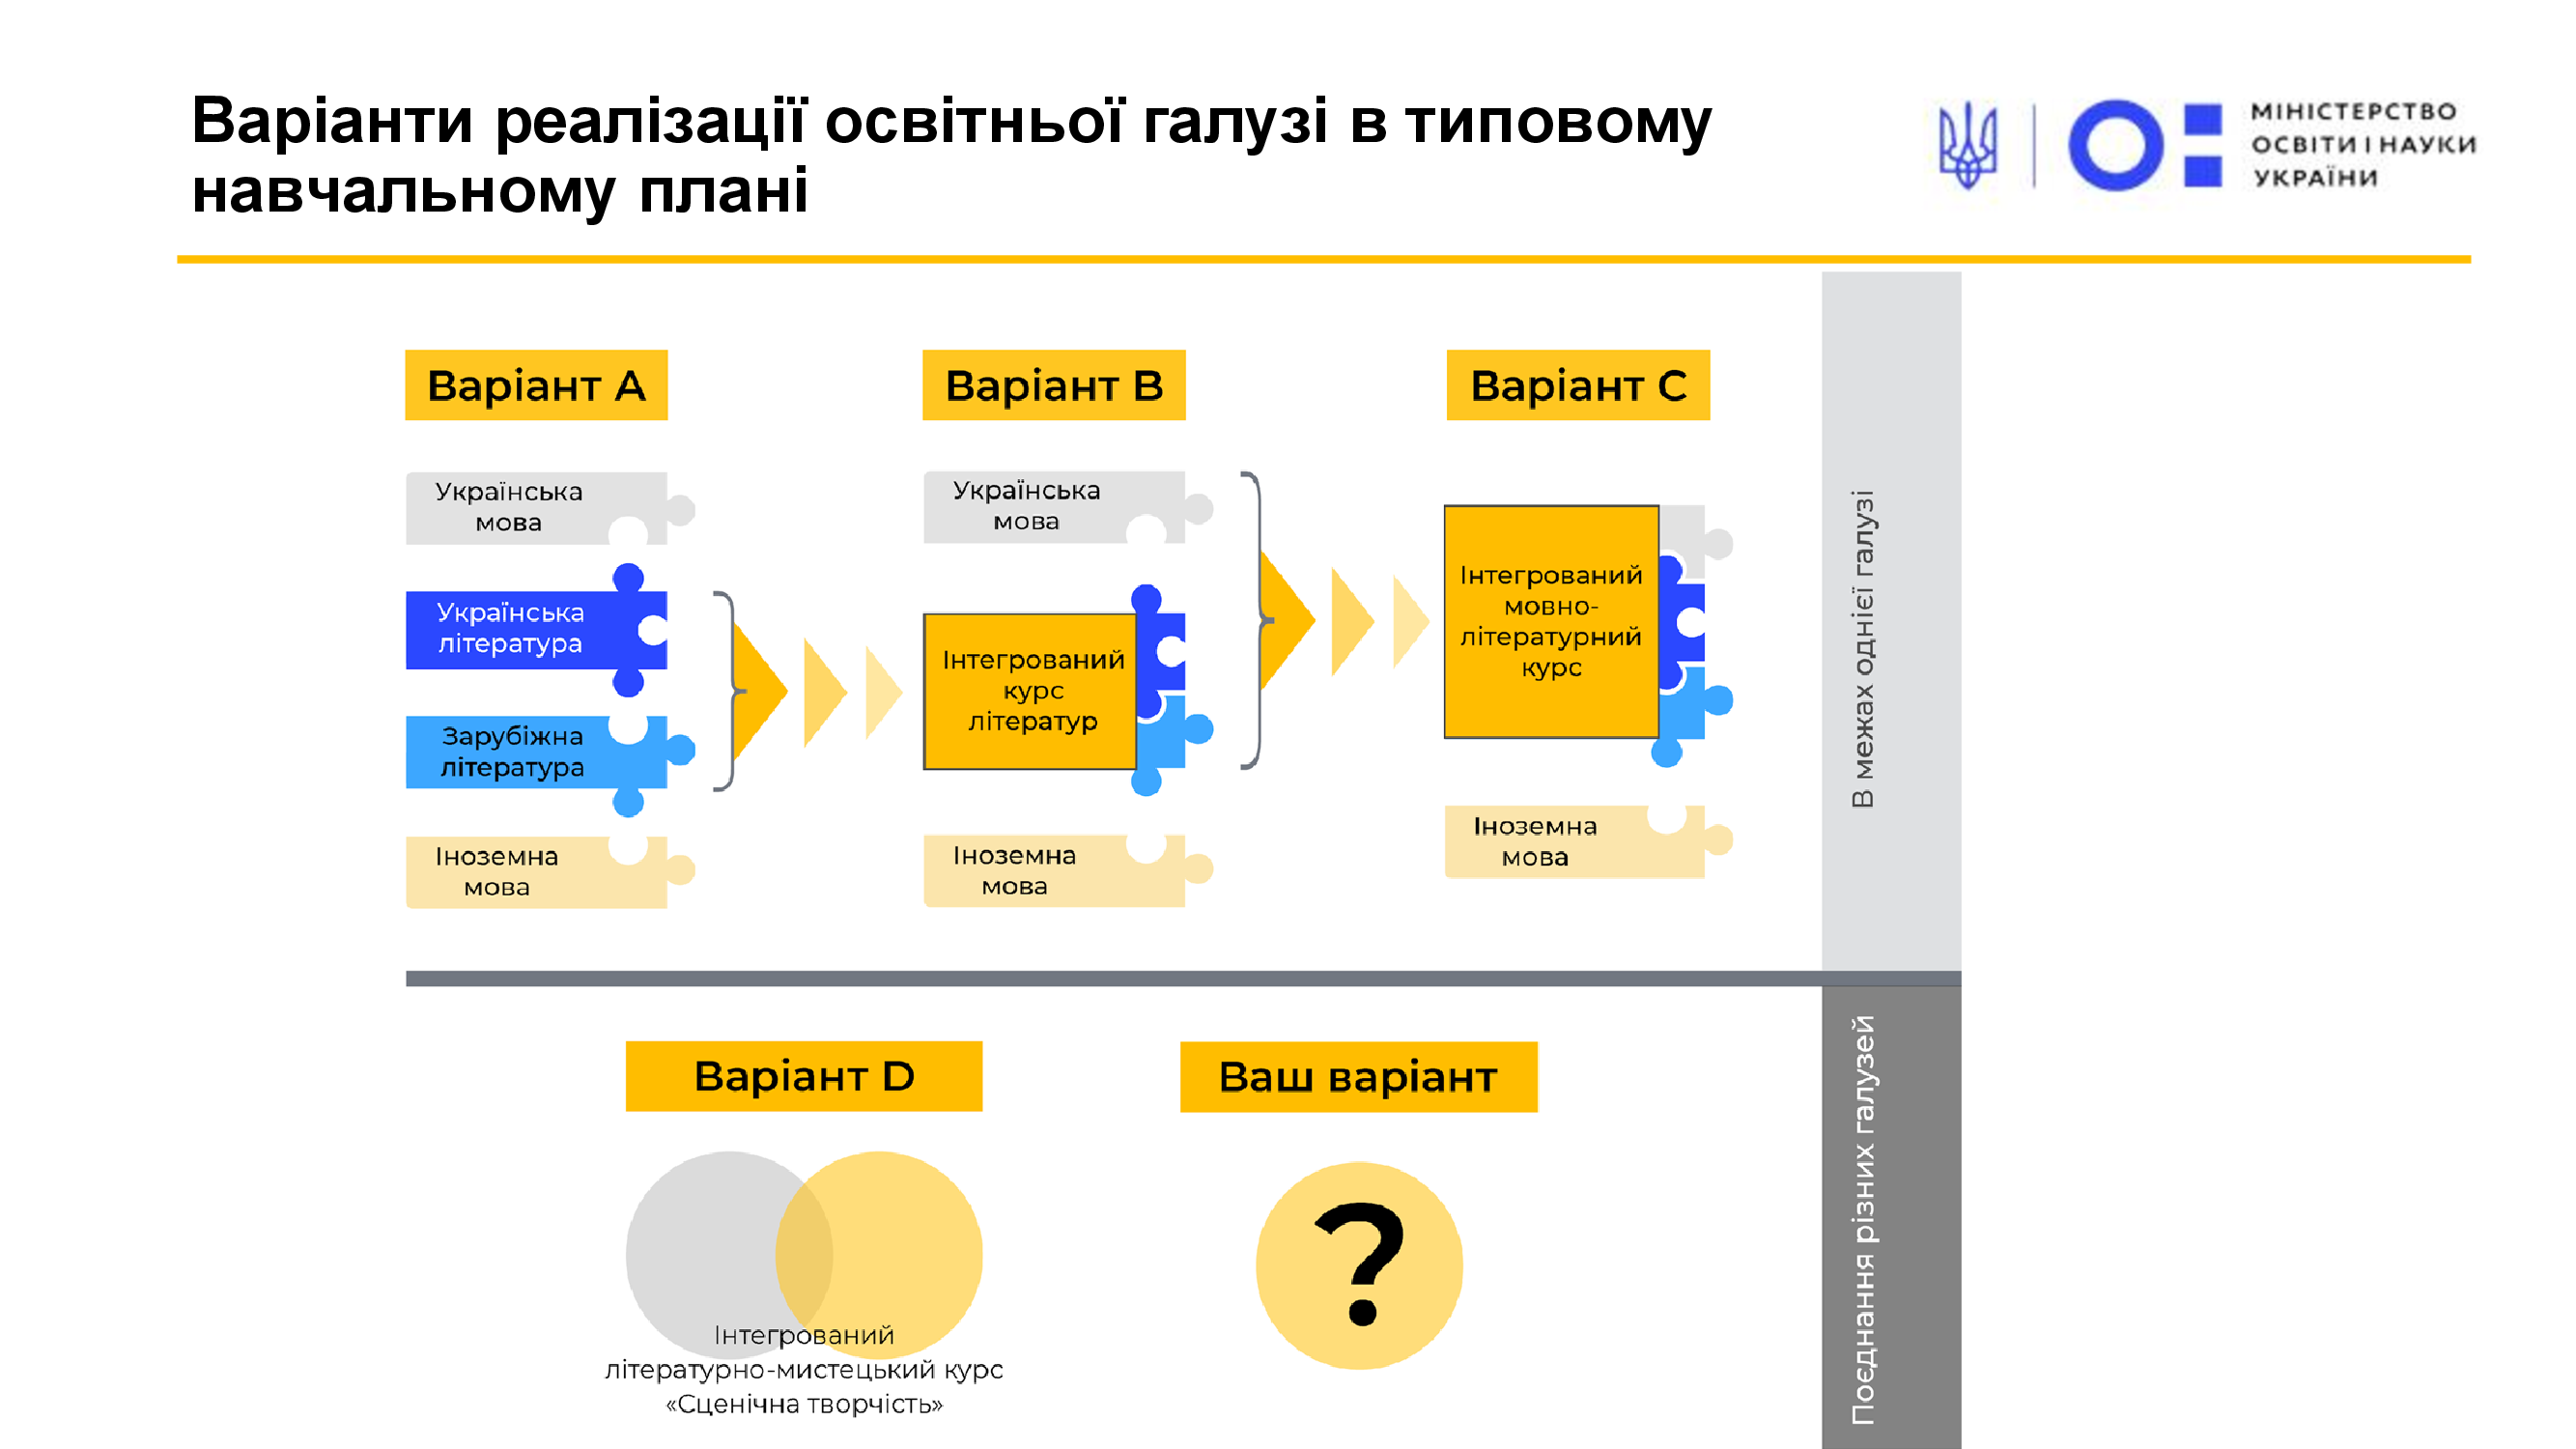 Варіанти реалізації освітньої галузі в типовому
навчальному плані
МІНІСТЕРСТВО
ОСВІТИ І НАУКИ
УКРАЇНИ
Варіант A
Українська
мова
Українська
література
Зарубіжна
література
Іноземна
мова
Варіант B
Українська
мова
Інтегрований
курс
літератур
Іноземна
мова
Варіант C
Інтегрований
мовно-
літературний
курс
Іноземна
мова
В межах однієї галузі
Варіант D
Інтегрований
літературно-мистецький курс
«Сценічна творчість»
Ваш варіант
?
Поєднання різних галузей